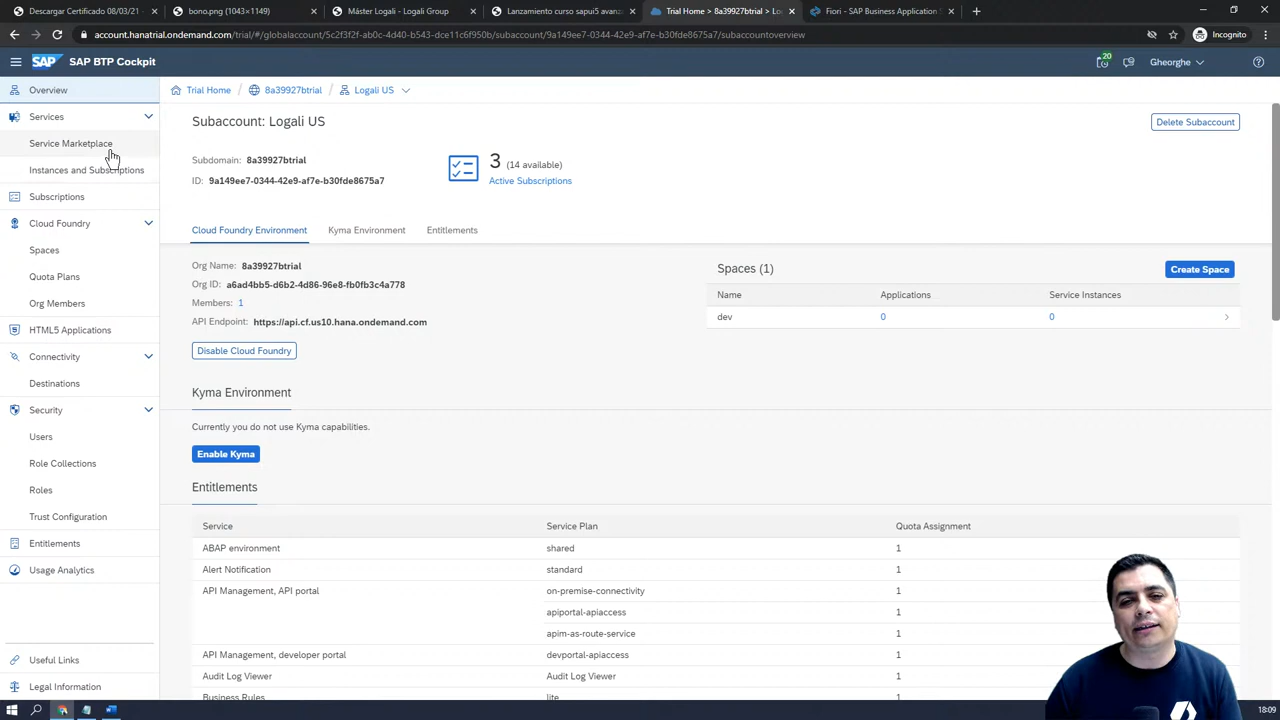 Descargar Certificado 08/03/21
bono.png (1043×1149)
Máster Logali - Logali Group
Lanzamiento curso sapui5 avanz
Trial Home > 8a39927btrial > Lo
Fiori - SAP Business Application S
account.hanatrial.ondemand.com/trial/#/globalaccount/5c2f3f2f-ab0c-4d40-b543-dce11c6f950b/subaccount/9a149ee7-0344-42e9-af7e-b30fde8675a7/subaccountoverview
Incognito
SAP
SAP BTP Cockpit
20
Gheorghe
Overview
Services
Service Marketplace
Instances and Subscriptions
Subscriptions
Cloud Foundry
Spaces
Quota Plans
Org Members
HTML5 Applications
Connectivity
Destinations
Security
Users
Role Collections
Roles
Trust Configuration
Entitlements
Usage Analytics
Useful Links
Legal Information
Trial Home / 8a39927btrial / Logali US
Subaccount: Logali US
Delete Subaccount
Subdomain: 8a39927btrial
ID: 9a149ee7-0344-42e9-af7e-b30fde8675a7
3 (14 available)
Active Subscriptions
Cloud Foundry Environment
Kyma Environment
Entitlements
Org Name: 8a39927btrial
Org ID: a6ad4bb5-d6b2-4d86-96e8-fb0fb3c4a778
Members: 1
API Endpoint: https://api.cf.us10.hana.ondemand.com
Disable Cloud Foundry
Spaces (1)
Create Space
Name Applications Service Instances
dev 0 0
Kyma Environment
Currently you do not use Kyma capabilities.
Enable Kyma
Entitlements
Service Service Plan Quota Assignment
ABAP environment shared 1
Alert Notification standard 1
API Management, API portal on-premise-connectivity 1
apiportal-apiaccess 1
apim-as-route-service 1
API Management, developer portal devportal-apiaccess 1
Audit Log Viewer Audit Log Viewer 1
Business Rules lite 1
18:09